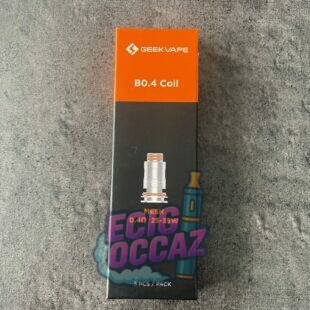 GEEKVAPE
B0.4 Coil
MESH
0.4Ω 25-33W
ECIG
OCCAZ
5 PCS / PACK